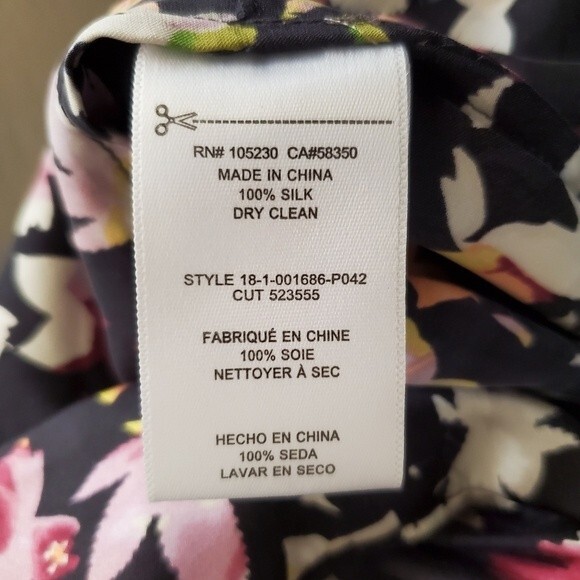 RN# 105230 CA#58350
MADE IN CHINA
100% SILK
DRY CLEAN
STYLE 18-1-001686-P042
CUT 523555
FABRIQUÉ EN CHINE
100% SOIE
NETTOYER À SEC
HECHO EN CHINA
100% SEDA
LAVAR EN SECO